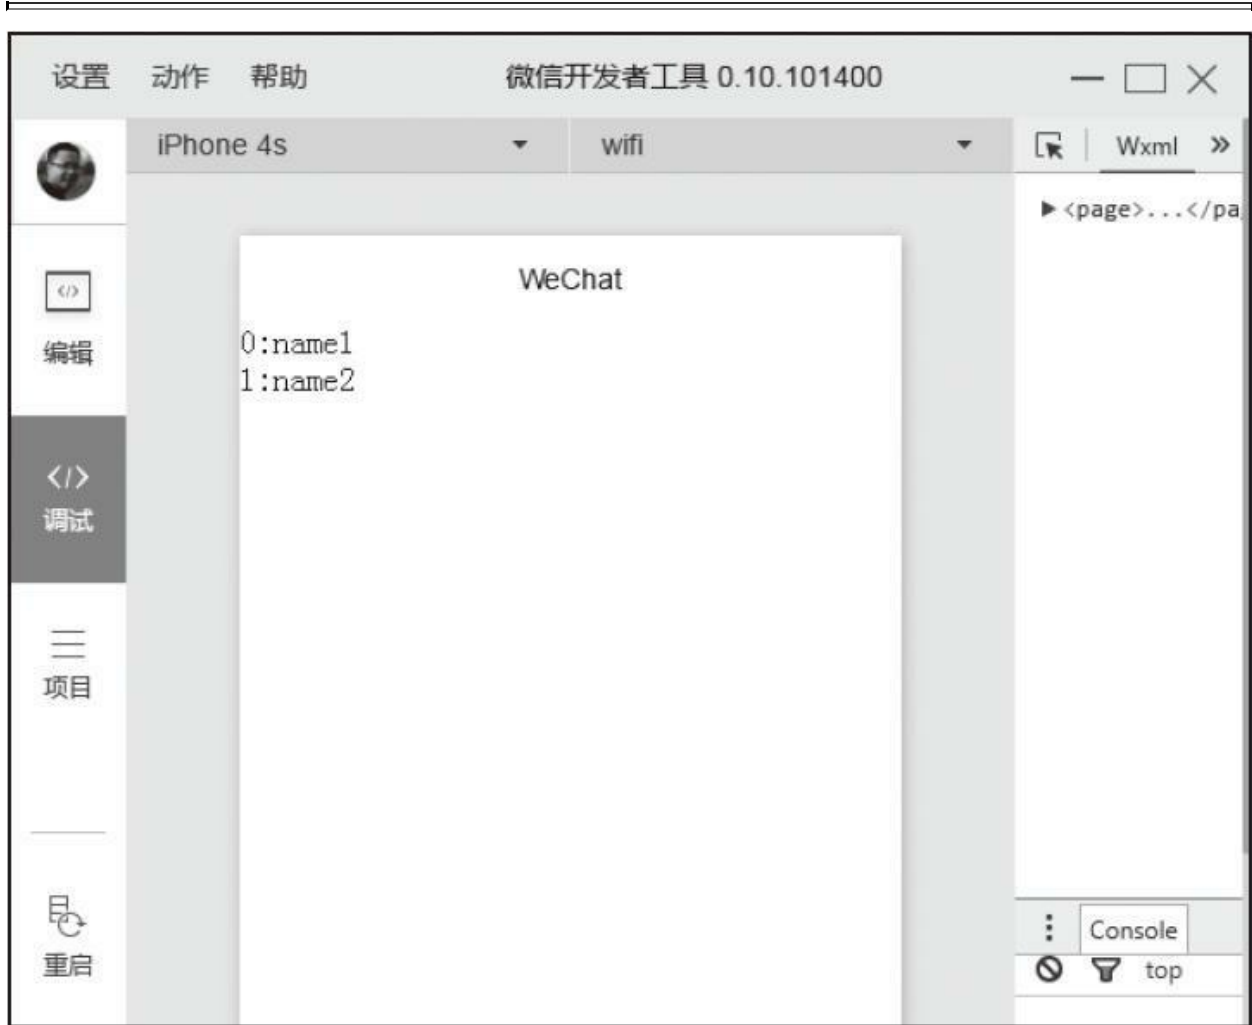 设置 动作 帮助 微信开发者工具 0.10.101400
iPhone 4s wifi Wxml »
<page>...</pa
WeChat
</>
编辑
0:name1
1:name2
</>
调试
项目
重启
Console
top